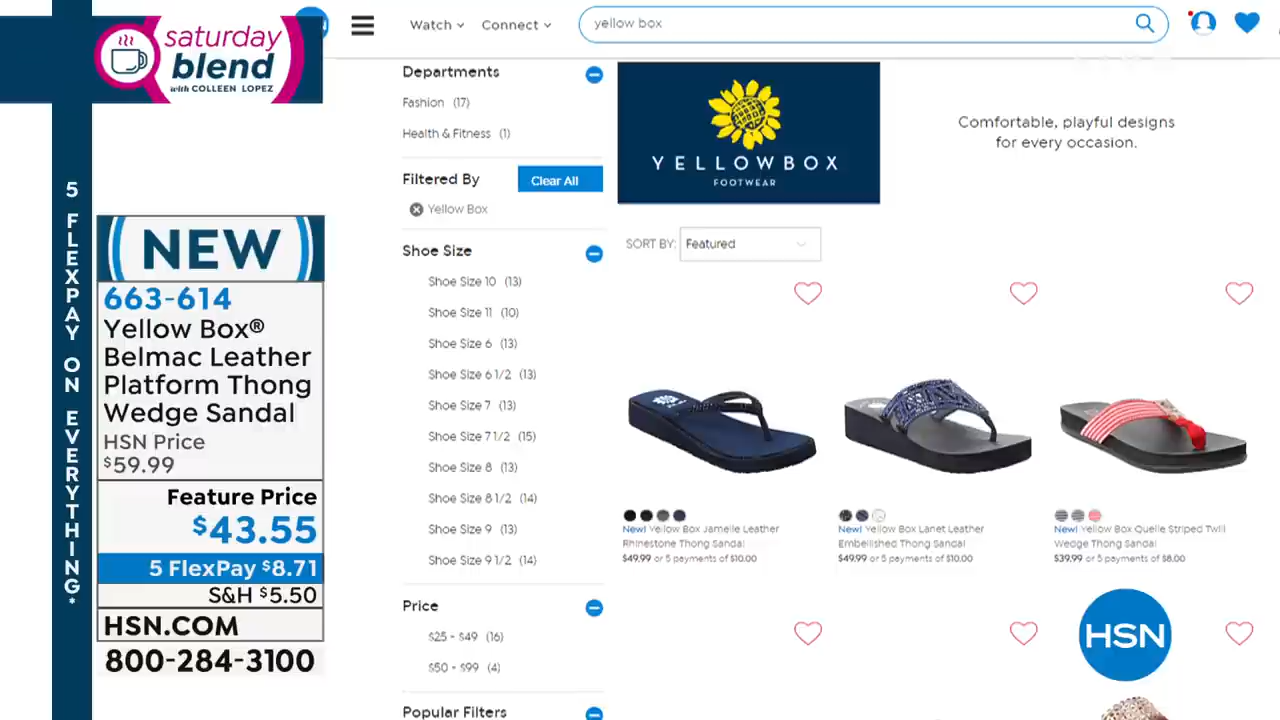 saturday
blend
with COLLEEN LOPEZ
5 FLEXPAY ON EVERYTHING*
NEW
663-614
Yellow Box®
Belmac Leather
Platform Thong
Wedge Sandal
HSN Price
$59.99
Feature Price
$43.55
5 FlexPay $8.71
S&H $5.50
HSN.COM
800-284-3100
Watch
Connect
yellow box
Departments
Fashion (17)
Health & Fitness (1)
Filtered By
Clear All
Yellow Box
Shoe Size
Shoe Size 10 (13)
Shoe Size 11 (10)
Shoe Size 6 (13)
Shoe Size 6 1/2 (13)
Shoe Size 7 (13)
Shoe Size 7 1/2 (15)
Shoe Size 8 (13)
Shoe Size 8 1/2 (14)
Shoe Size 9 (13)
Shoe Size 9 1/2 (14)
Price
$25 - $49 (16)
$50 - $99 (4)
Popular Filters
YELLOWBOX
FOOTWEAR
Comfortable, playful designs
for every occasion.
SORT BY: Featured
New! Yellow Box Jamelle Leather
Rhinestone Thong Sandal
$49.99 or 5 payments of $10.00
New! Yellow Box Lanet Leather
Embellished Thong Sandal
$49.99 or 5 payments of $10.00
New! Yellow Box Quelle Striped Twill
Wedge Thong Sandal
$39.99 or 5 payments of $8.00
HSN